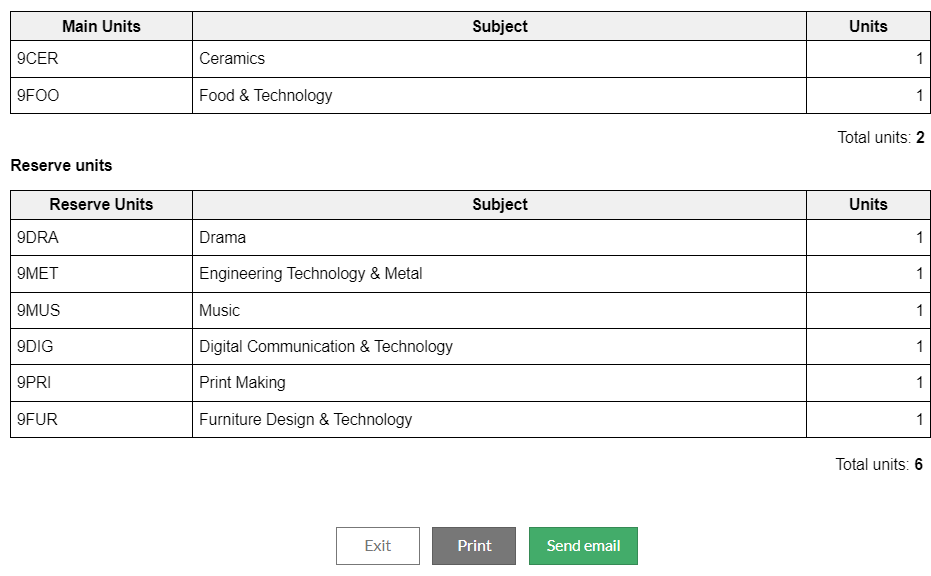 Main Units Subject Units
9CER Ceramics 1
9FOO Food & Technology 1
Total units: 2
Reserve units
Reserve Units Subject Units
9DRA Drama 1
9MET Engineering Technology & Metal 1
9MUS Music 1
9DIG Digital Communication & Technology 1
9PRI Print Making 1
9FUR Furniture Design & Technology 1
Total units: 6
Exit Print Send email